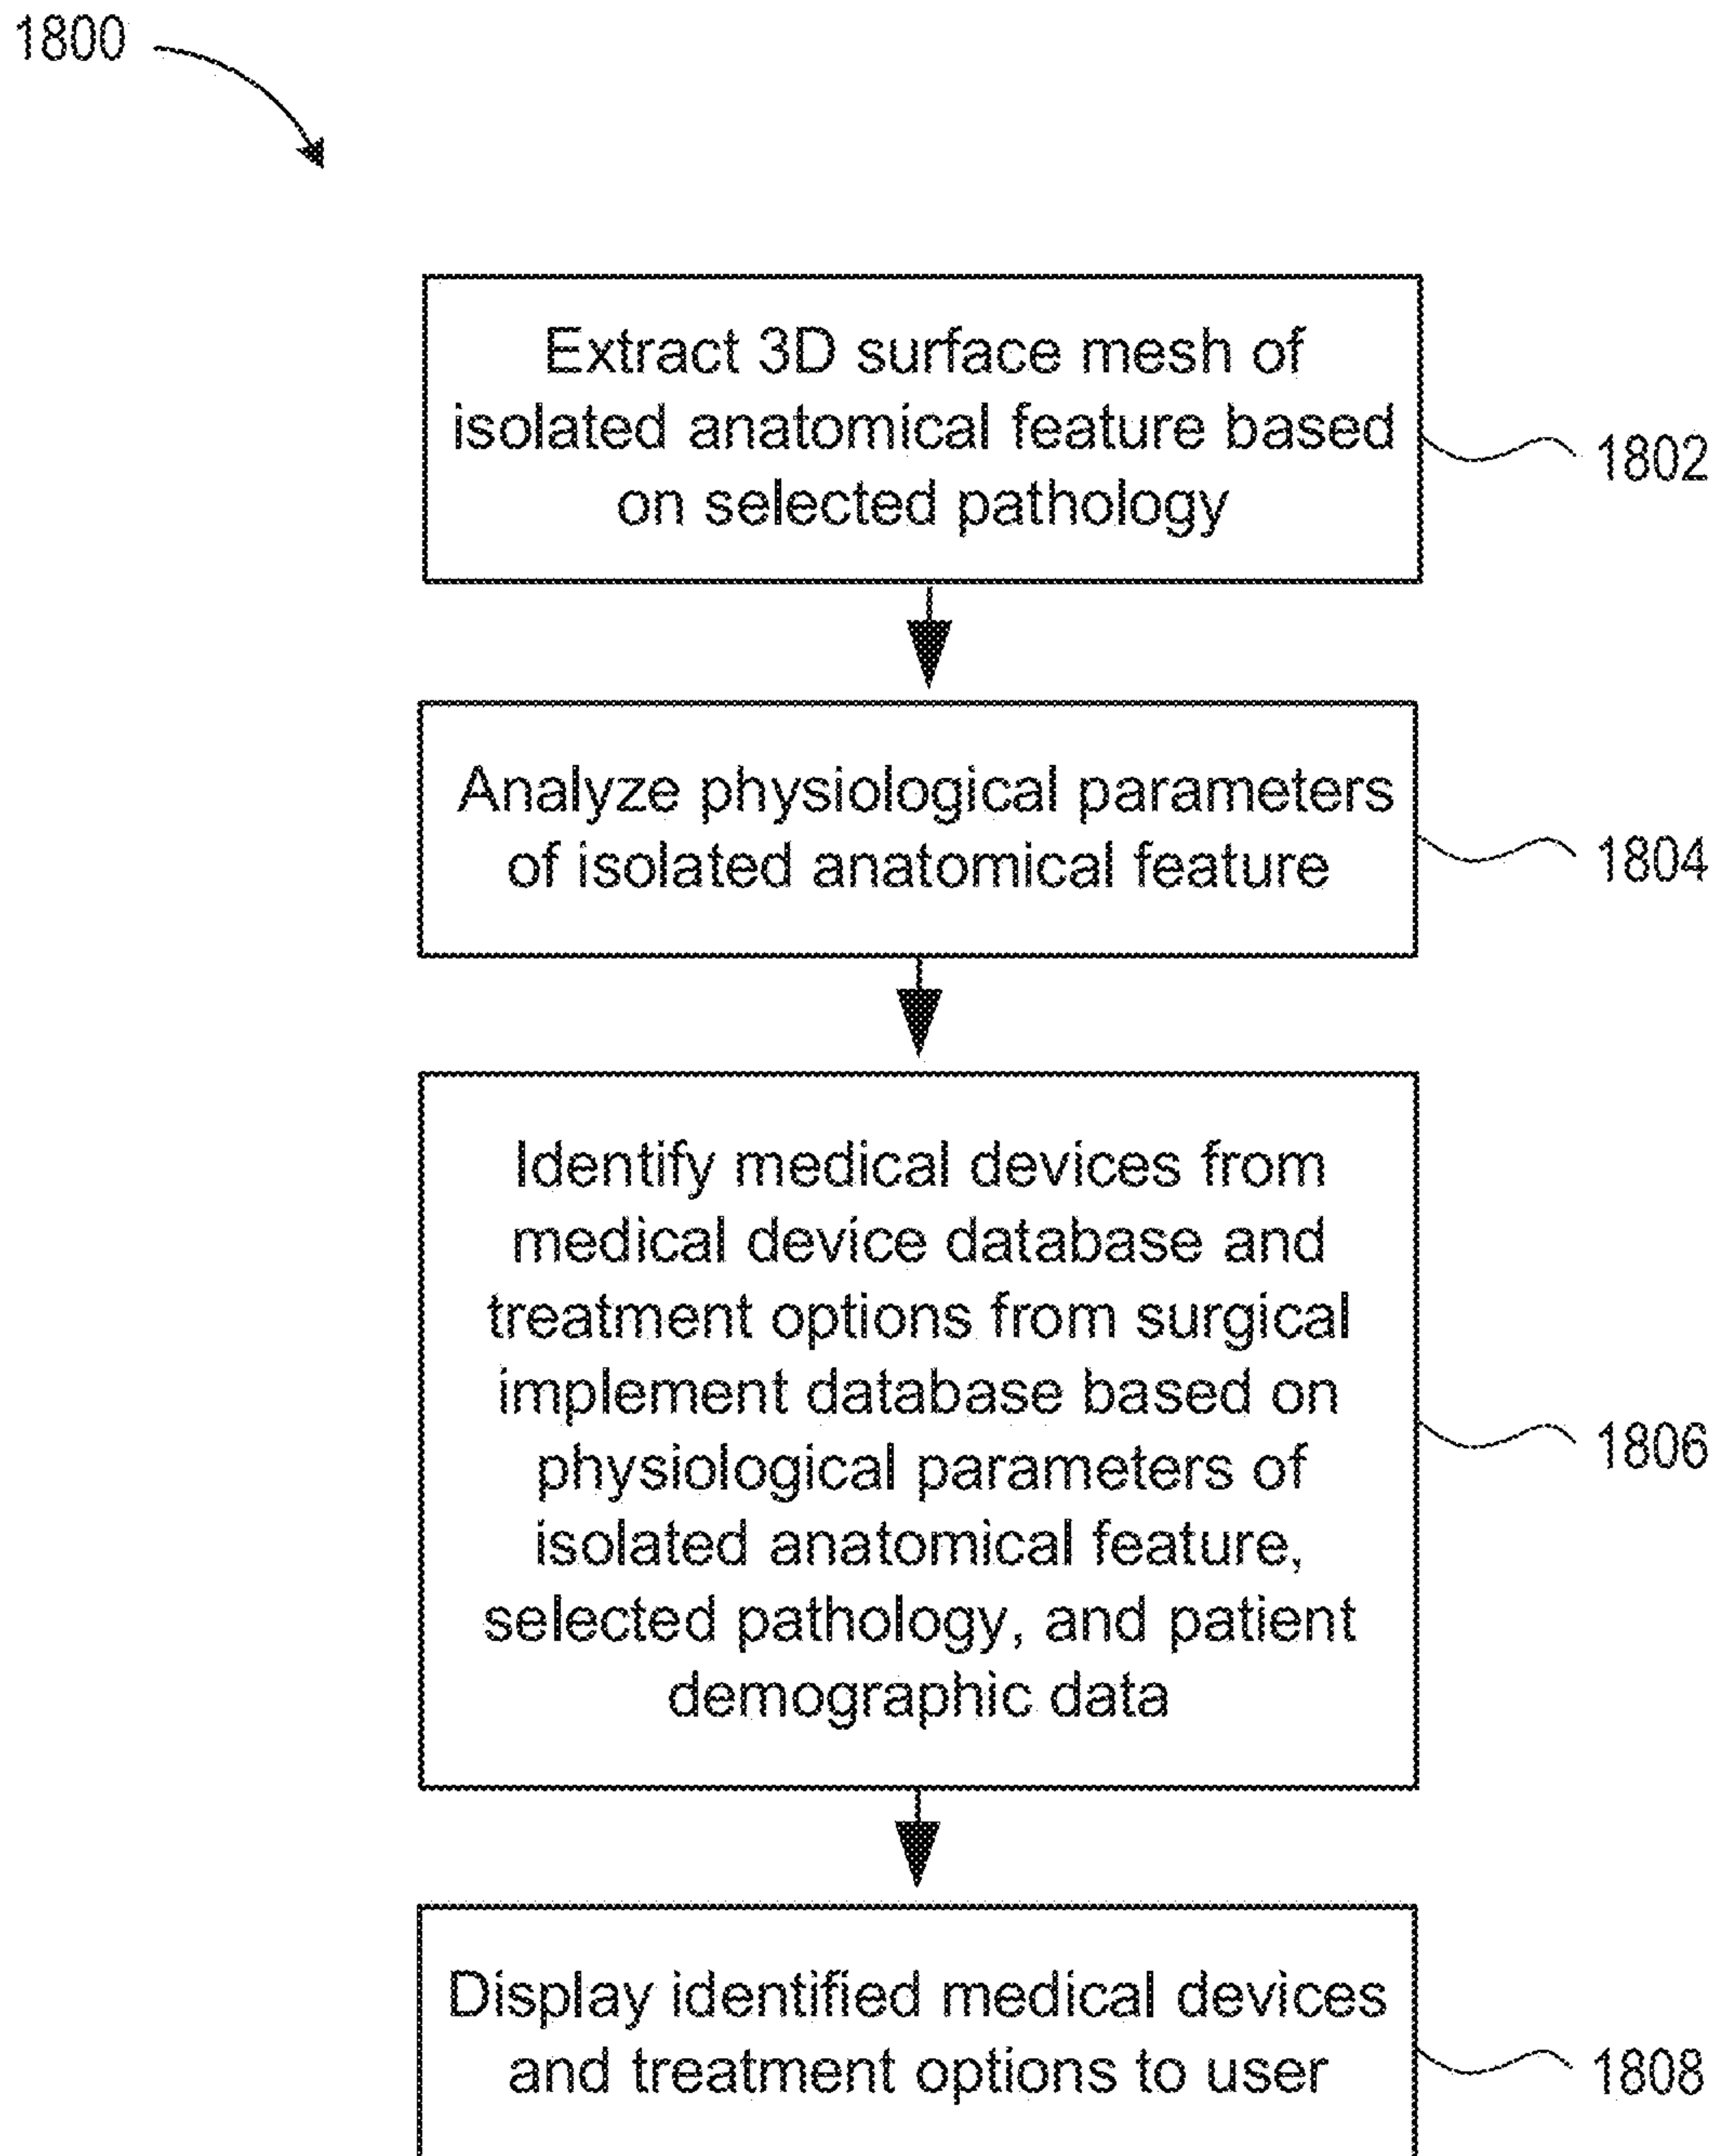 1800
Extract 3D surface mesh of
isolated anatomical feature based
on selected pathology
1802
Analyze physiological parameters
of isolated anatomical feature
1804
Identify medical devices from
medical device database and
treatment options from surgical
implement database based on
physiological parameters of
isolated anatomical feature,
selected pathology, and patient
demographic data
1806
Display identified medical devices
and treatment options to user
1808